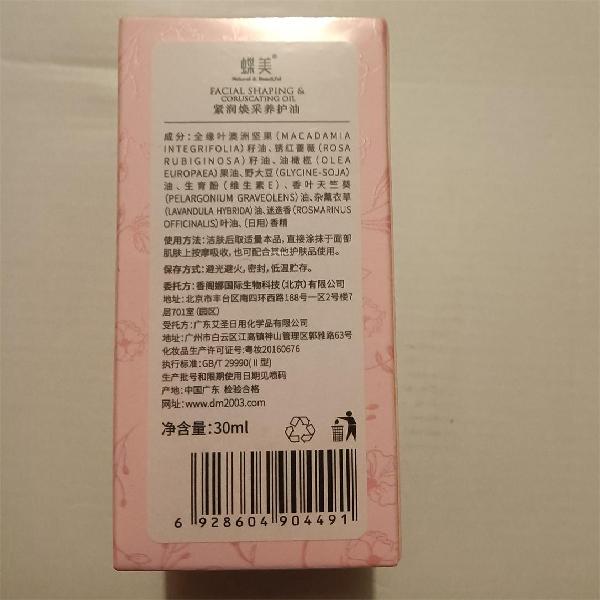 蝶美®
Natural & Beautiful
FACIAL SHAPING &
CORUSCATING OIL
紧润焕采养护油
成分：全缘叶澳洲坚果（MACADAMIA
INTEGRIFOLIA）籽油、锈红蔷薇（ROSA
RUBIGINOSA）籽油、油橄榄（OLEA
EUROPAEA）果油、野大豆（GLYCINE-SOJA）
油、生育酚（维生素E）、香叶天竺葵
（PELARGONIUM GRAVEOLENS）油、杂薰衣草
（LAVANDULA HYBRIDA）油、迷迭香（ROSMARINUS
OFFICINALIS）叶油、（日用）香精
使用方法：洁肤后取适量本品，直接涂抹于面部
肌肤上按摩吸收，也可配合其他护肤品使用。
保存方式：避光避火，密封，低温贮存。
委托方：香阁娜国际生物科技（北京）有限公司
地址：北京市丰台区南四环西路188号一区2号楼7
层701室（园区）
受托方：广东艾圣日用化学品有限公司
地址：广州市白云区江高镇神山管理区郭雅路63号
化妆品生产许可证号:粤妆20160676
执行标准:GB/T 29990(Ⅱ型)
生产批号和限期使用日期见喷码
产地：中国广东 检验合格
网址：www.dm2003.com
净含量：30ml
6 928604 904491